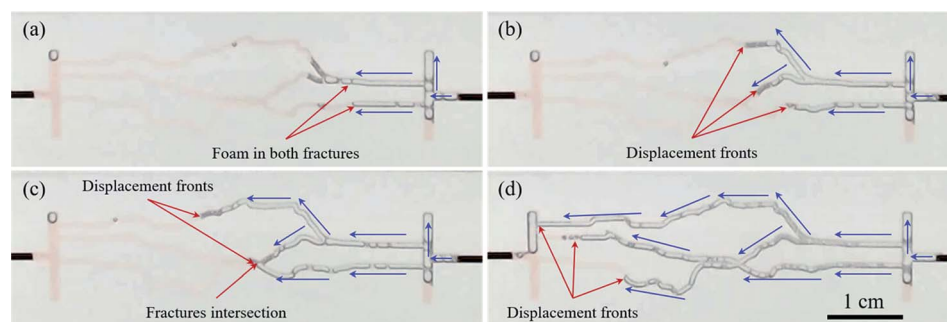 (a)
Foam in both fractures
(b)
Displacement fronts
(c)
Displacement fronts
Fractures intersection
(d)
Displacement fronts
1 cm